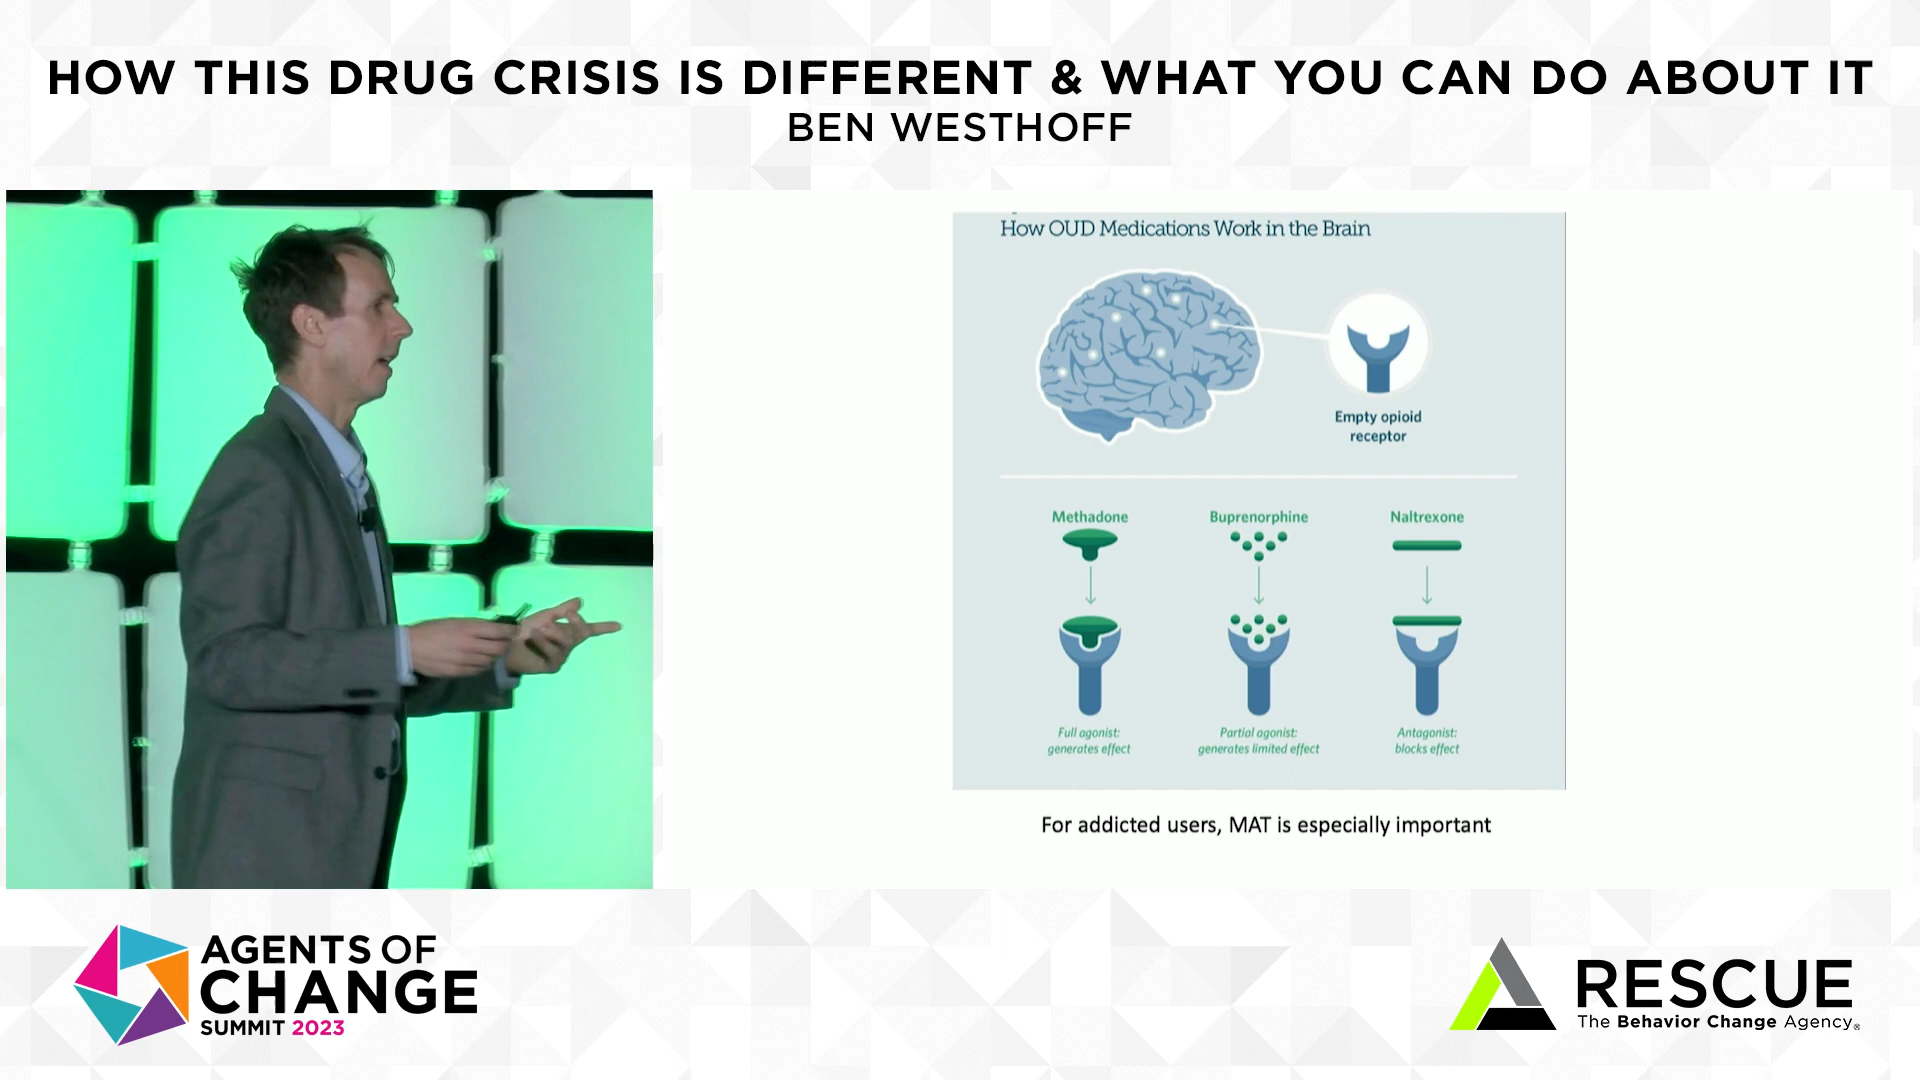 HOW THIS DRUG CRISIS IS DIFFERENT & WHAT YOU CAN DO ABOUT IT
BEN WESTHOFF
How OUD Medications Work in the Brain
Empty opioid
receptor
Methadone
Buprenorphine
Naltrexone
Full agonist:
generates effect
Partial agonist:
generates limited effect
Antagonist:
blocks effect
For addicted users, MAT is especially important
AGENTS OF
CHANGE
SUMMIT 2023
RESCUE
The Behavior Change Agency®